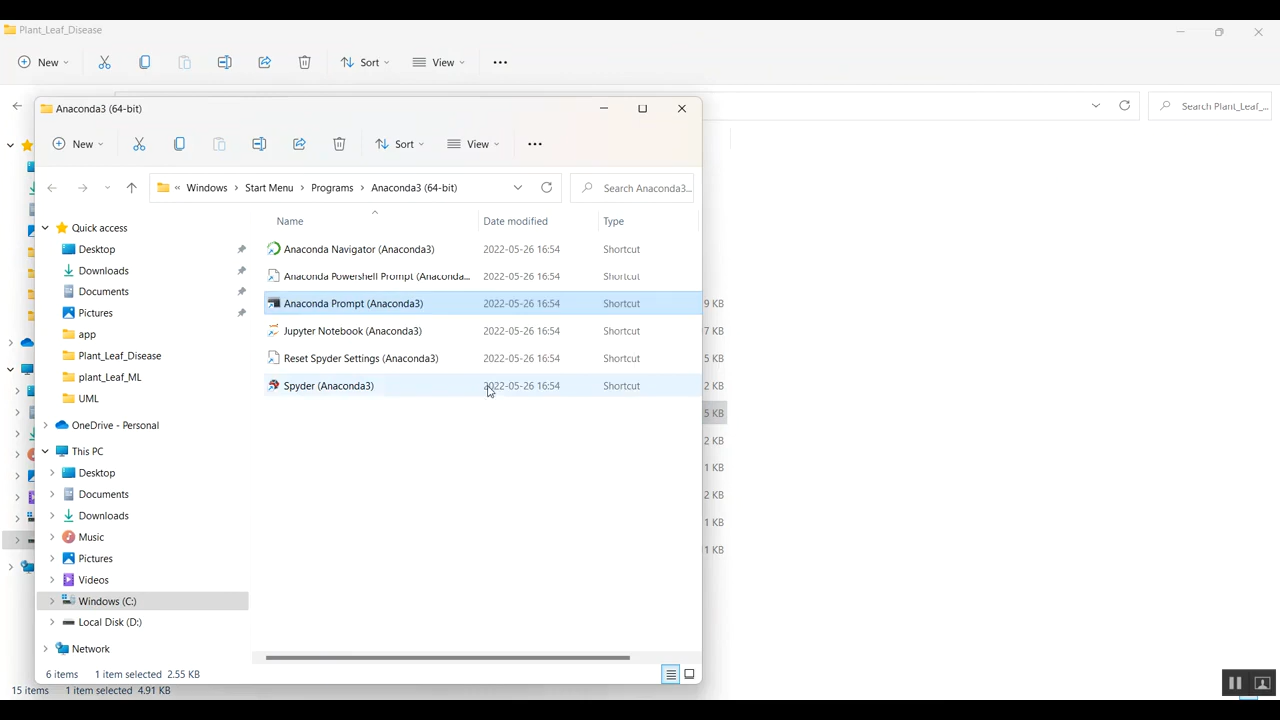 Plant_Leaf_Disease
New Sort View
Search Plant_Leaf_...
Anaconda3 (64-bit)
New Sort View
« Windows > Start Menu > Programs > Anaconda3 (64-bit)
Search Anaconda3...
Name Date modified Type
Quick access
Desktop
Downloads
Documents
Pictures
app
Plant_Leaf_Disease
plant_Leaf_ML
UML
OneDrive - Personal
This PC
Desktop
Documents
Downloads
Music
Pictures
Videos
Windows (C:)
Local Disk (D:)
Network
Anaconda Navigator (Anaconda3) 2022-05-26 16:54 Shortcut
Anaconda Powershell Prompt (Anaconda... 2022-05-26 16:54 Shortcut
Anaconda Prompt (Anaconda3) 2022-05-26 16:54 Shortcut
Jupyter Notebook (Anaconda3) 2022-05-26 16:54 Shortcut
Reset Spyder Settings (Anaconda3) 2022-05-26 16:54 Shortcut
Spyder (Anaconda3) 2022-05-26 16:54 Shortcut
9 KB
7 KB
5 KB
2 KB
5 KB
2 KB
1 KB
2 KB
1 KB
1 KB
6 items 1 item selected 2.55 KB
15 items 1 item selected 4.91 KB